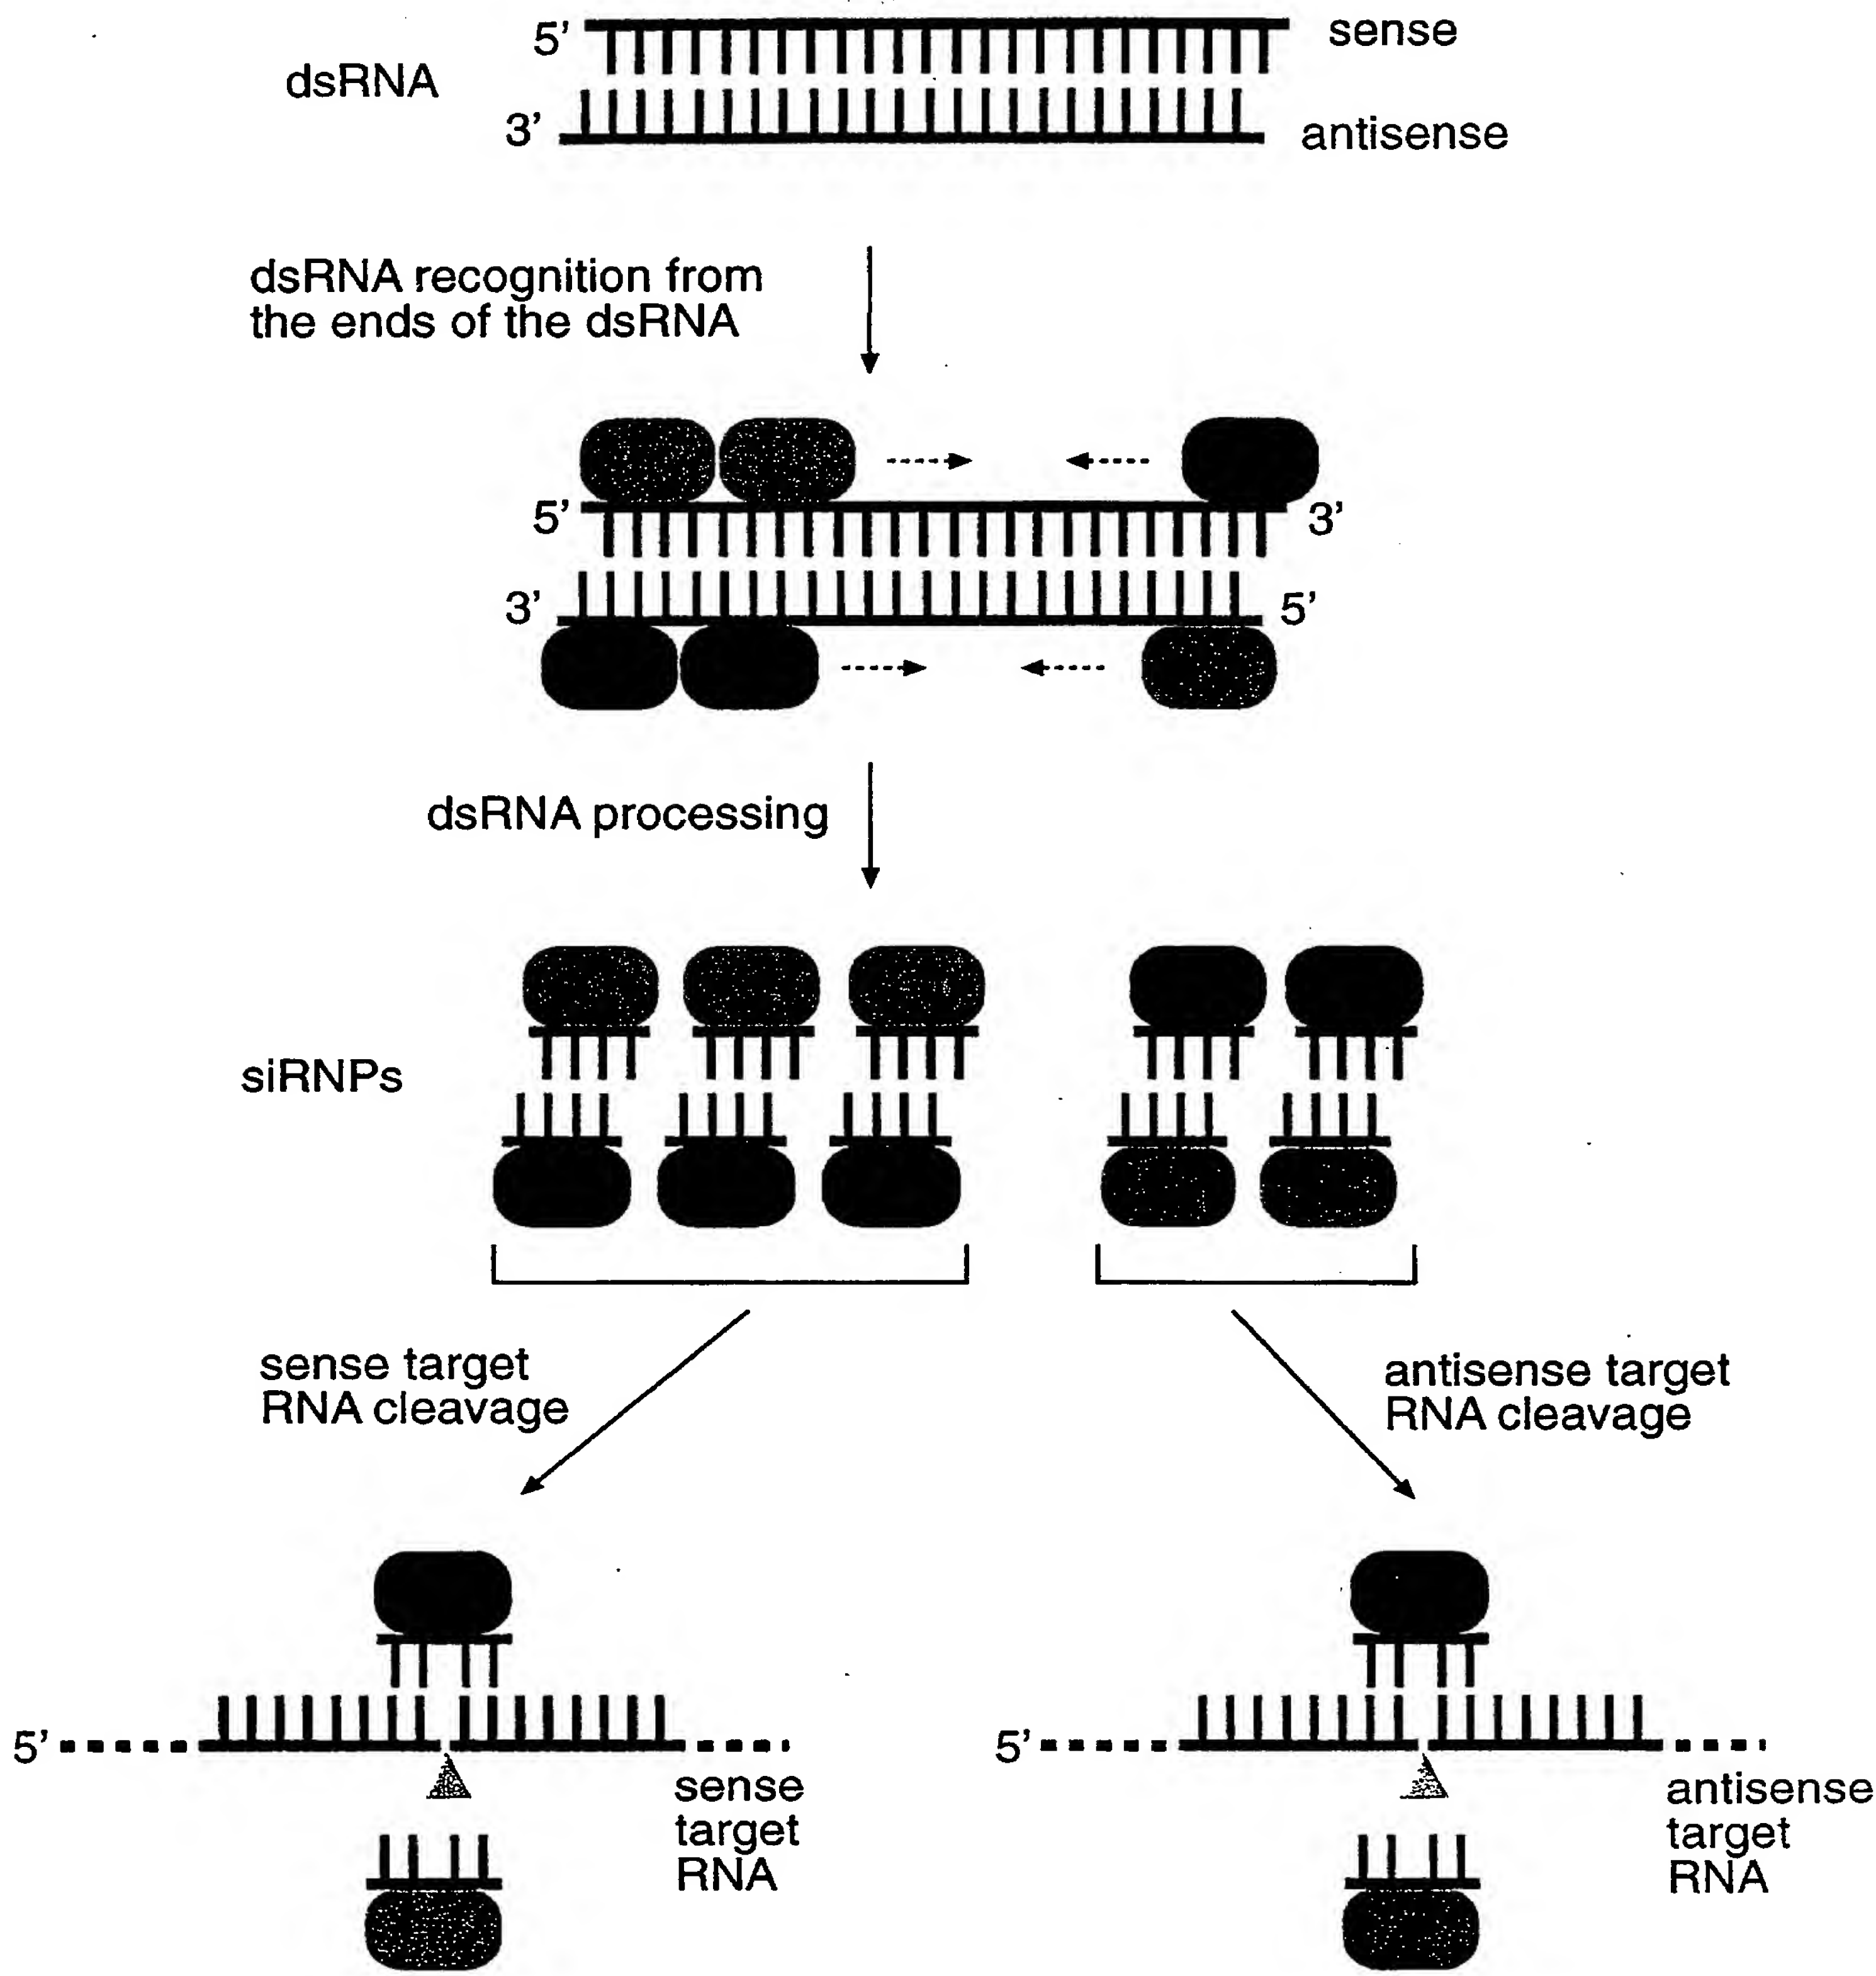 5’ sense
dsRNA
3’ antisense
dsRNA recognition from
the ends of the dsRNA
5’ 3’
3’ 5’
dsRNA processing
siRNPs
sense target
RNA cleavage
antisense target
RNA cleavage
5’
sense
target
RNA
5’
antisense
target
RNA